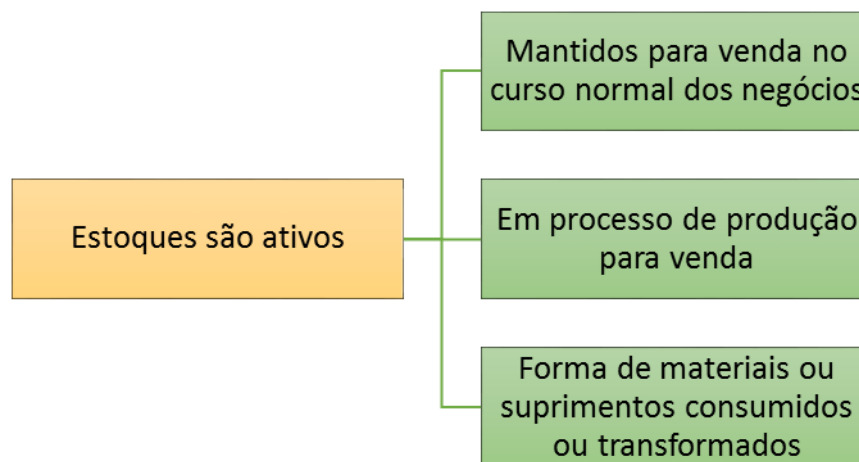 Mantidos para venda no
curso normal dos negócios
Estoques são ativos
Em processo de produção
para venda
Forma de materiais ou
suprimentos consumidos
ou transformados